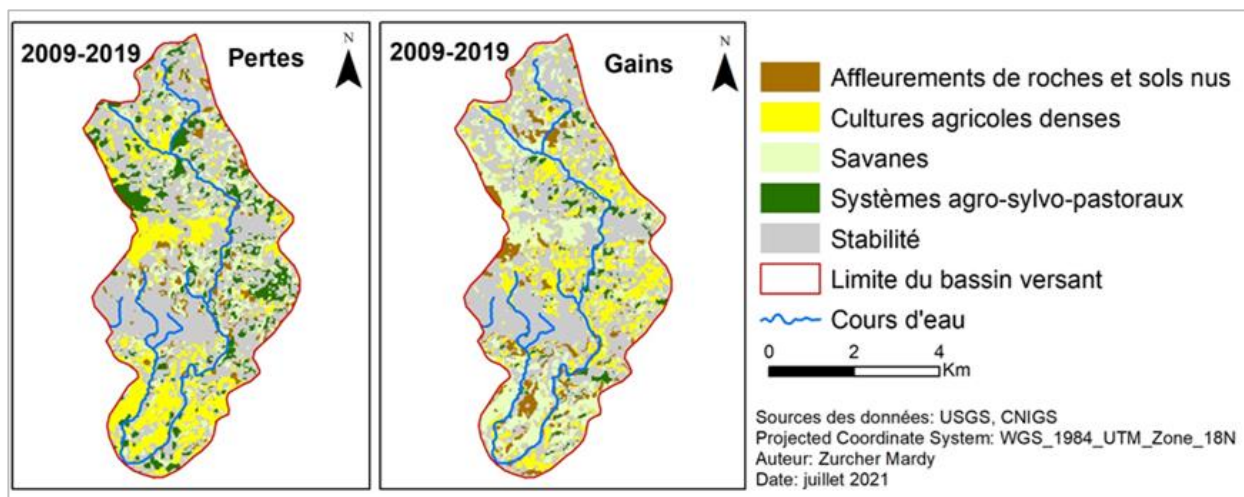 2009-2019
Pertes
N
2009-2019
Gains
N
Affleurements de roches et sols nus
Cultures agricoles denses
Savanes
Systèmes agro-sylvo-pastoraux
Stabilité
Limite du bassin versant
Cours d'eau
0 2 4
Km
Sources des données: USGS, CNIGS
Projected Coordinate System: WGS_1984_UTM_Zone_18N
Auteur: Zurcher Mardy
Date: juillet 2021